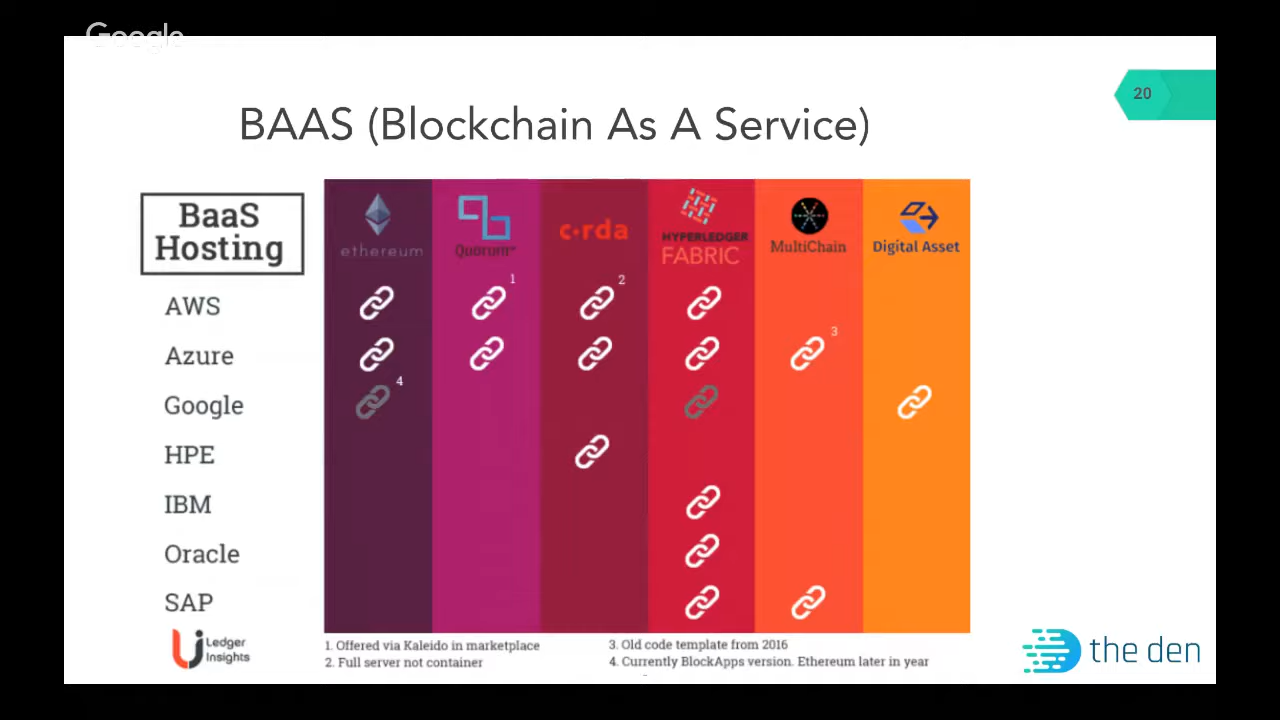 Google
20
BAAS (Blockchain As A Service)
BaaS
Hosting
ethereum
Quorum
c·rda
HYPERLEDGER
FABRIC
MultiChain
Digital Asset
AWS
1
2
Azure
3
Google
4
HPE
IBM
Oracle
SAP
Ledger
Insights
1. Offered via Kaleido in marketplace
2. Full server not container
3. Old code template from 2016
4. Currently BlockApps version. Ethereum later in year
the den